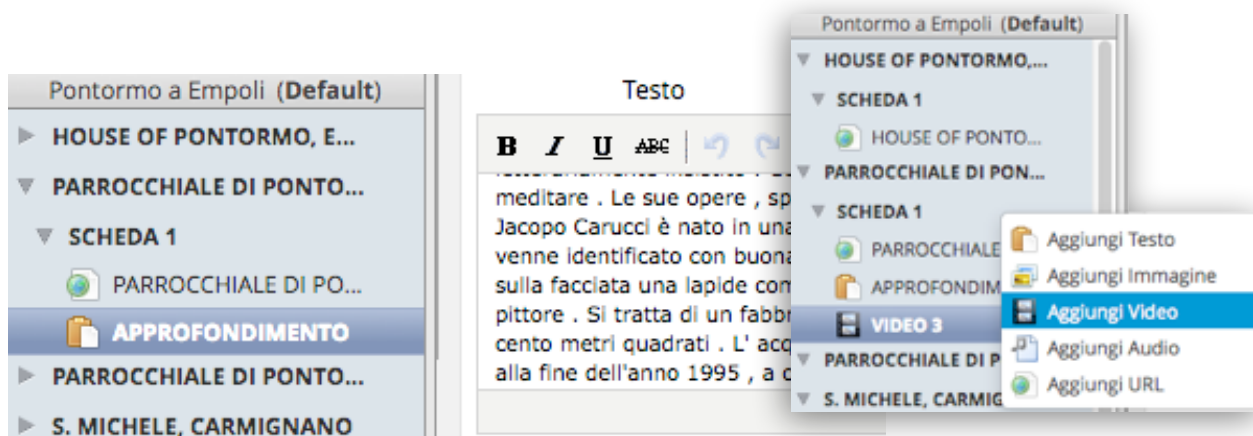 Pontormo a Empoli (Default)
HOUSE OF PONTORMO, E...
PARROCCHIALE DI PONTO...
SCHEDA 1
PARROCCHIALE DI PO...
APPROFONDIMENTO
PARROCCHIALE DI PONTO...
S. MICHELE, CARMIGNANO
Testo
B I U ABC
meditare . Le sue opere , sp
Jacopo Carucci è nato in una
venne identificato con buona
sulla facciata una lapide com
pittore . Si tratta di un fabbr
cento metri quadrati . L' acq
alla fine dell'anno 1995 , a c
Pontormo a Empoli (Default)
HOUSE OF PONTORMO,...
SCHEDA 1
HOUSE OF PONTO...
PARROCCHIALE DI PON...
SCHEDA 1
PARROCCHIALE
APPROFONDIM
VIDEO 3
PARROCCHIALE DI P
S. MICHELE, CARMIG
Aggiungi Testo
Aggiungi Immagine
Aggiungi Video
Aggiungi Audio
Aggiungi URL